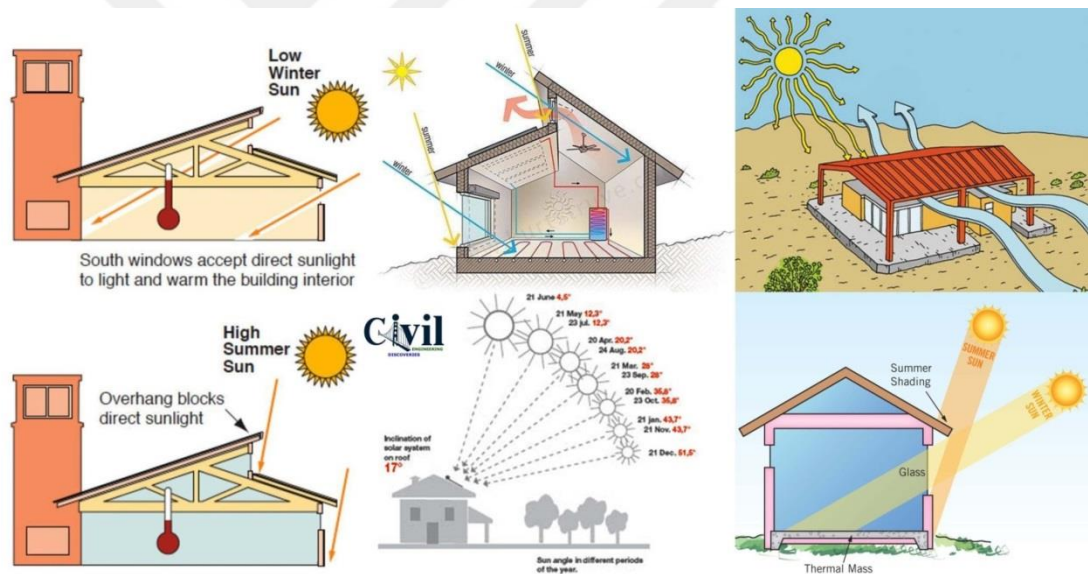 Low
Winter
Sun
South windows accept direct sunlight
to light and warm the building interior
summer
winter
summer
winter
High
Summer
Sun
Overhang blocks
direct sunlight
Civil
ENGINEERING
DISCOVERIES
21 June 4,5°
21 May 12,3°
23 jul. 12,3°
20 Apr. 20,2°
24 Aug. 20,2°
21 Mar. 28°
23 Sep. 28°
20 Feb. 35,8°
23 Oct. 35,8°
21 jan. 43,7°
21 Nov. 43,7°
21 Dec. 51,5°
Inclination of
solar system
on roof
17°
Sun angle in different periods
of the year.
SUMMER
SUN
WINTER
SUN
Summer
Shading
Glass
Thermal Mass